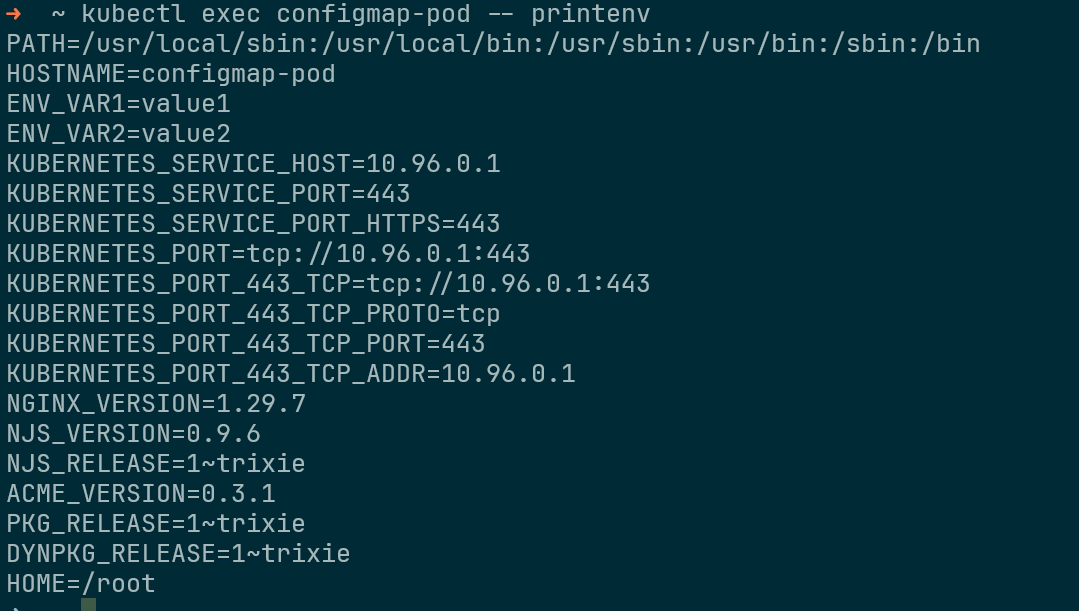 ➜  ~ kubectl exec configmap-pod -- printenv
PATH=/usr/local/sbin:/usr/local/bin:/usr/sbin:/usr/bin:/sbin:/bin
HOSTNAME=configmap-pod
ENV_VAR1=value1
ENV_VAR2=value2
KUBERNETES_SERVICE_HOST=10.96.0.1
KUBERNETES_SERVICE_PORT=443
KUBERNETES_SERVICE_PORT_HTTPS=443
KUBERNETES_PORT=tcp://10.96.0.1:443
KUBERNETES_PORT_443_TCP=tcp://10.96.0.1:443
KUBERNETES_PORT_443_TCP_PROTO=tcp
KUBERNETES_PORT_443_TCP_PORT=443
KUBERNETES_PORT_443_TCP_ADDR=10.96.0.1
NGINX_VERSION=1.29.7
NJS_VERSION=0.9.6
NJS_RELEASE=1~trixie
ACME_VERSION=0.3.1
PKG_RELEASE=1~trixie
DYNPKG_RELEASE=1~trixie
HOME=/root